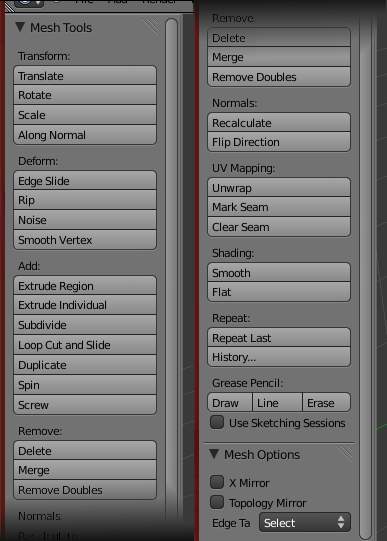 File Add Render
Mesh Tools
Transform:
Translate
Rotate
Scale
Along Normal
Deform:
Edge Slide
Rip
Noise
Smooth Vertex
Add:
Extrude Region
Extrude Individual
Subdivide
Loop Cut and Slide
Duplicate
Spin
Screw
Remove:
Delete
Merge
Remove Doubles
Normals:
Remove
Delete
Merge
Remove Doubles
Normals:
Recalculate
Flip Direction
UV Mapping:
Unwrap
Mark Seam
Clear Seam
Shading:
Smooth
Flat
Repeat:
Repeat Last
History...
Grease Pencil:
Draw Line Erase
Use Sketching Sessions
Mesh Options
X Mirror
Topology Mirror
Edge Ta Select